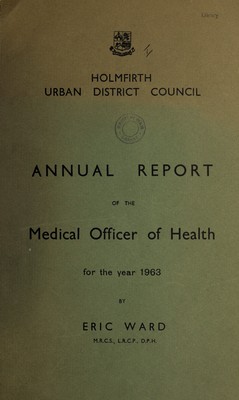 Library
HOLMFIRTH
URBAN DISTRICT COUNCIL
ANNUAL REPORT
OF THE
Medical Officer of Health
for the year 1963
BY
ERIC WARD
M.R.C.S., L.R.C.P., D.P.H.